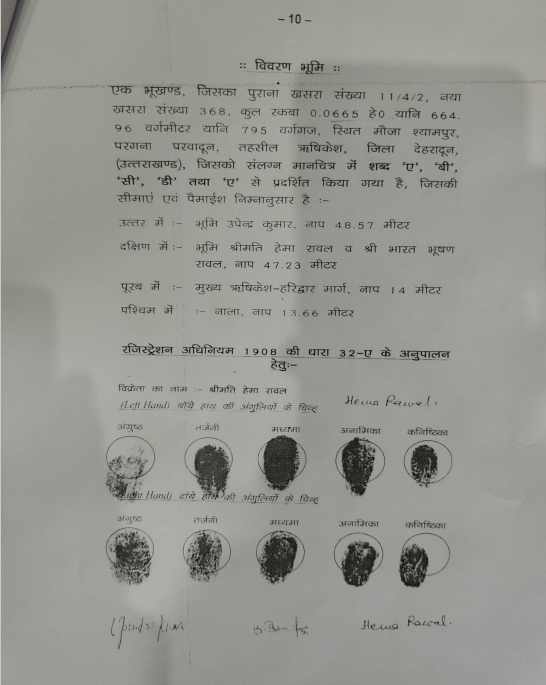 – 10 –
:: विवरण भूमि ::
एक भूखण्ड, जिसका पुराना खसरा संख्या 11/4/2, नया
खसरा संख्या 368, कुल रकबा 0.0665 है0 यानि 664.
96 वर्गमीटर यानि 795 वर्गगज, स्थित मौजा श्यामपुर,
परगना परवादून, तहसील ऋषिकेश, जिला देहरादून,
(उत्तराखण्ड), जिसको संलग्न मानचित्र में शब्द ‘ए’, ‘बी’,
‘सी’, ‘डी’ तथा ‘ए’ से प्रदर्शित किया गया है, जिसकी
सीमाएं एवं पैमाईश निम्नानुसार है :–
उत्तर में :– भूमि उपेन्द्र कुमार, नाप 48.57 मीटर
दक्षिण में :– भूमि श्रीमति हेमा रावल व श्री भारत भूषण
रावल, नाप 47.23 मीटर
पूरब में :– मुख्य ऋषिकेश–हरिद्वार मार्ग, नाप 14 मीटर
पश्चिम में :– नाला, नाप 13.66 मीटर
रजिस्ट्रेशन अधिनियम 1908 की धारा 32–ए के अनुपालन
हेतु:–
विक्रेता का नाम :– श्रीमति हेमा रावल
(Left Hand) बाँये हाथ की अंगुलियों के चिन्ह Hema Rawal.
अंगुष्ठ तर्जनी मध्यमा अनामिका कनिष्ठिका
Hand) दांये हाथ की अंगुलियों के चिन्ह
अंगुष्ठ तर्जनी मध्यमा अनामिका कनिष्ठिका
Hema Rawal.